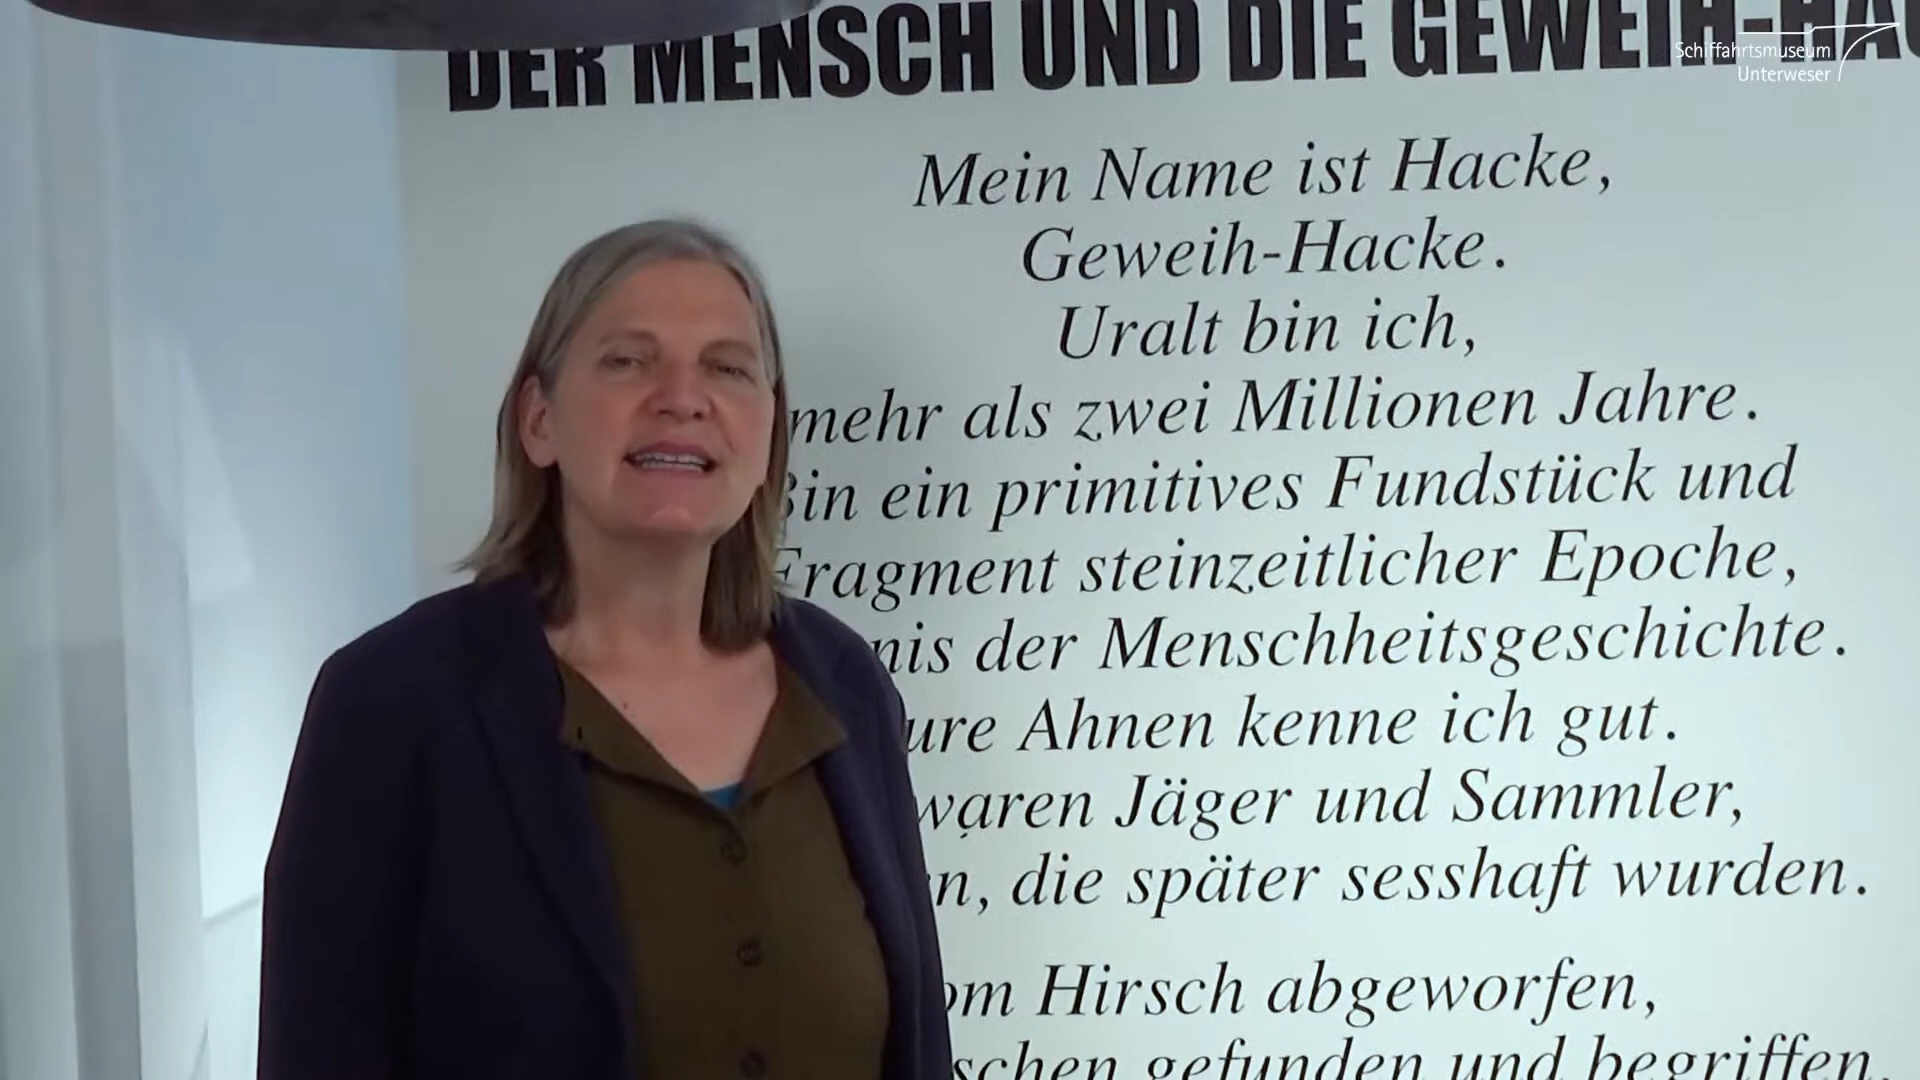 DER MENSCH UND DIE
Schiffahrtsmuseum
Unterweser
Mein Name ist Hacke,
Geweih-Hacke.
Uralt bin ich,
mehr als zwei Millionen Jahre.
ein primitives Fundstück und
Fragment steinzeitlicher Epoche,
der Menschheitsgeschichte.
Ahnen kenne ich gut.
waren Jäger und Sammler,
die später sesshaft wurden.
Hirsch abgeworfen,
gefunden und begriffen,